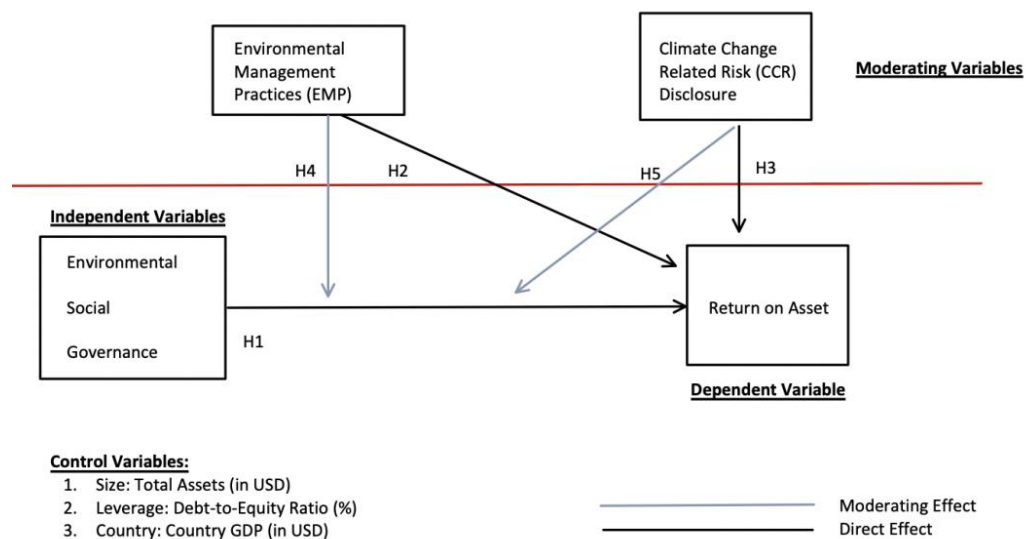 Environmental
Management
Practices (EMP)
Climate Change
Related Risk (CCR)
Disclosure
Moderating Variables
H4
H2
H5
H3
Independent Variables
Environmental
Social
Governance
H1
Return on Asset
Dependent Variable
Control Variables:
1. Size: Total Assets (in USD)
2. Leverage: Debt-to-Equity Ratio (%)
3. Country: Country GDP (in USD)
Moderating Effect
Direct Effect